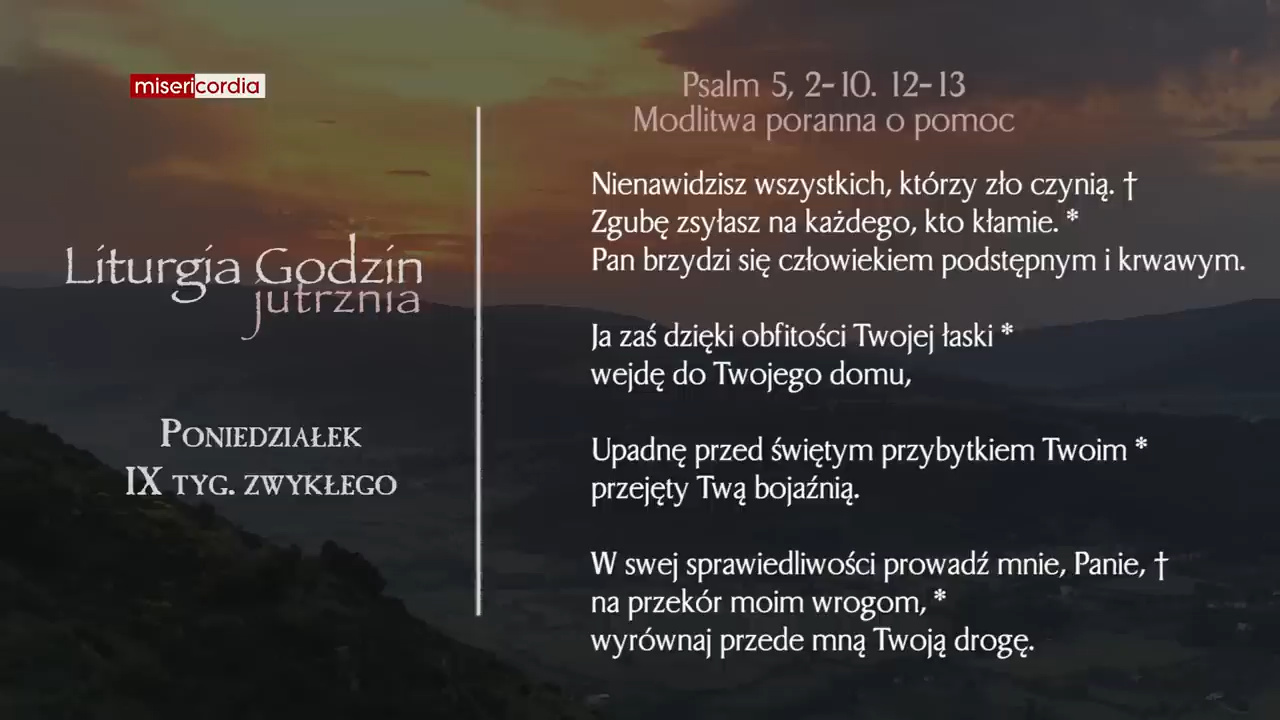 misericordia
Liturgia Godzin
jutrznia
Poniedziałek
IX tyg. zwykłego
Psalm 5, 2-10. 12-13
Modlitwa poranna o pomoc
Nienawidzisz wszystkich, którzy zło czynią. †
Zgubę zsyłasz na każdego, kto kłamie. *
Pan brzydzi się człowiekiem podstępnym i krwawym.
Ja zaś dzięki obfitości Twojej łaski *
wejdę do Twojego domu,
Upadnę przed świętym przybytkiem Twoim *
przejęty Twą bojaźnią.
W swej sprawiedliwości prowadź mnie, Panie, †
na przekór moim wrogom, *
wyrównaj przede mną Twoją drogę.